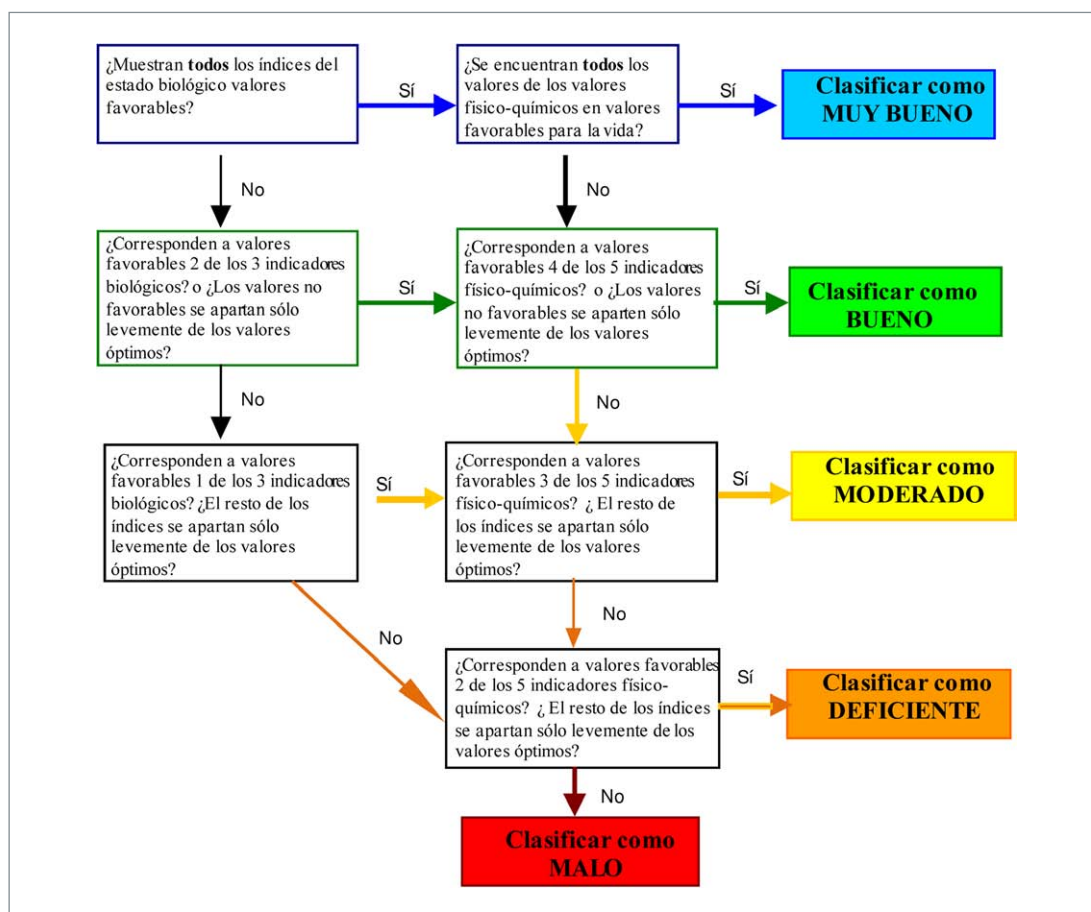 ¿Muestran todos los índices del
estado biológico valores
favorables?
Sí
¿Se encuentran todos los
valores de los valores
físico-químicos en valores
favorables para la vida?
Sí
Clasificar como
MUY BUENO
No
No
¿Corresponden a valores
favorables 2 de los 3 indicadores
biológicos? o ¿Los valores no
favorables se apartan sólo
levemente de los valores
óptimos?
Sí
¿Corresponden a valores
favorables 4 de los 5 indicadores
físico-químicos? o ¿Los valores
no favorables se aparten sólo
levemente de los valores
óptimos?
Sí
Clasificar como
BUENO
No
No
¿Corresponden a valores
favorables 1 de los 3 indicadores
biológicos? ¿El resto de los
índices se apartan sólo
levemente de los valores
óptimos?
Sí
¿Corresponden a valores
favorables 3 de los 5 indicadores
físico-químicos? ¿ El resto de
los índices se apartan sólo
levemente de los valores
óptimos?
Sí
Clasificar como
MODERADO
No
No
¿Corresponden a valores favorables
2 de los 5 indicadores físico-
químicos? ¿ El resto de los índices
se apartan sólo levemente de los
valores óptimos?
Sí
Clasificar como
DEFICIENTE
No
Clasificar como
MALO